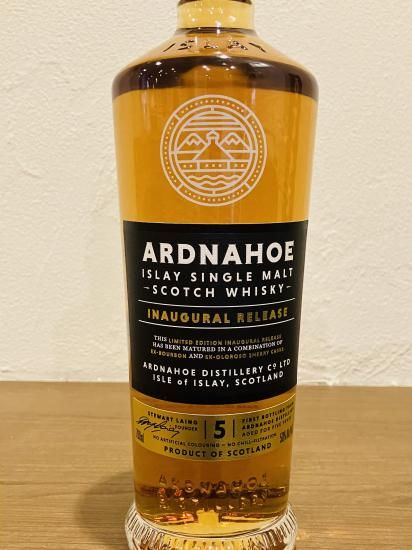 ARDNAHOE
ISLAY SINGLE MALT
SCOTCH WHISKY
INAUGURAL RELEASE
THIS LIMITED EDITION INAUGURAL RELEASE
HAS BEEN MATURED IN A COMBINATION OF
EX-BOURBON AND EX-OLOROSO SHERRY CASKS
ARDNAHOE DISTILLERY Cº LTD
ISLE of ISLAY, SCOTLAND
STEWART LAING
FOUNDER
5
FIRST BOTTLING
ARDNAHOE
AGED FOR FIVE
NO ARTIFICIAL COLOURING – NO CHILL-FILTRATION
PRODUCT OF SCOTLAND